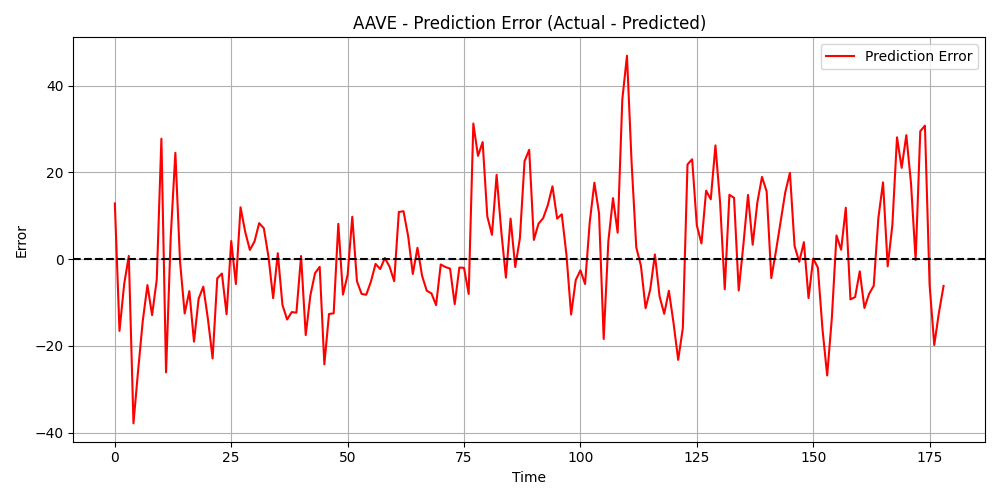 AAVE - Prediction Error (Actual - Predicted)
Prediction Error
Error
40
20
0
−20
−40
0 25 50 75 100 125 150 175
Time